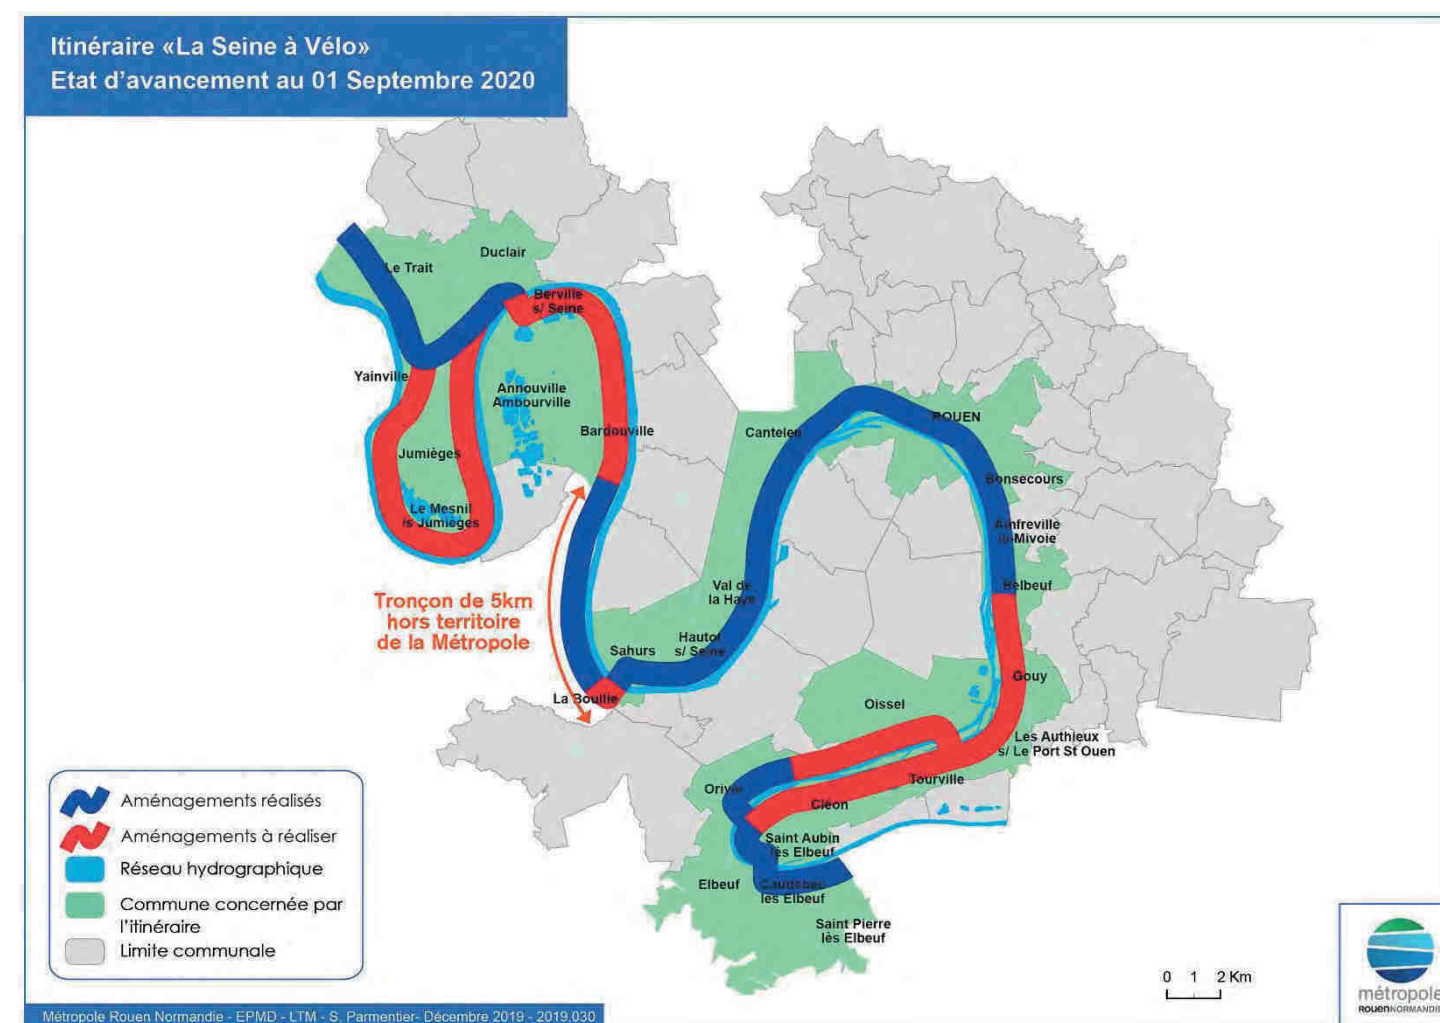 Itinéraire «La Seine à Vélo»
Etat d'avancement au 01 Septembre 2020
Duclair
Le Trait
Berville
s/ Seine
Yainville
Annouville
Ambourville
Bardouville
Jumièges
Le Mesnil
/s Jumièges
Canteleu
ROUEN
Bonsecours
Amfreville
la-Mivoie
Belbeuf
Val de
la Haye
Tronçon de 5km
hors territoire
de la Métropole
Hautot
s/ Seine
Sahurs
La Bouille
Gouy
Oissel
Les Authieux
s/ Le Port St Ouen
Tourville
Orival
Cléon
Saint Aubin
lès Elbeuf
Elbeuf
Caudebec
lès Elbeuf
Saint Pierre
lès Elbeuf
Aménagements réalisés
Aménagements à réaliser
Réseau hydrographique
Commune concernée par
l'itinéraire
Limite communale
0 1 2 Km
métropole
ROUENNORMANDIE
Métropole Rouen Normandie - EPMD - LTM - S. Parmentier- Décembre 2019 - 2019.030